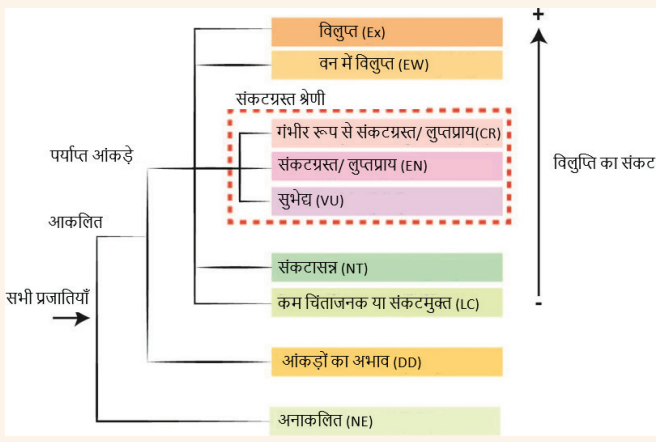 विलुप्त (Ex)
वन में विलुप्त (EW)
संकटग्रस्त श्रेणी
गंभीर रूप से संकटग्रस्त/ लुप्तप्राय(CR)
संकटग्रस्त/ लुप्तप्राय (EN)
सुभेद्य (VU)
पर्याप्त आंकड़े
आकलित
सभी प्रजातियाँ
संकटासन्न (NT)
कम चिंताजनक या संकटमुक्त (LC)
आंकड़ों का अभाव (DD)
अनाकलित (NE)
+
विलुप्ति का संकट
-